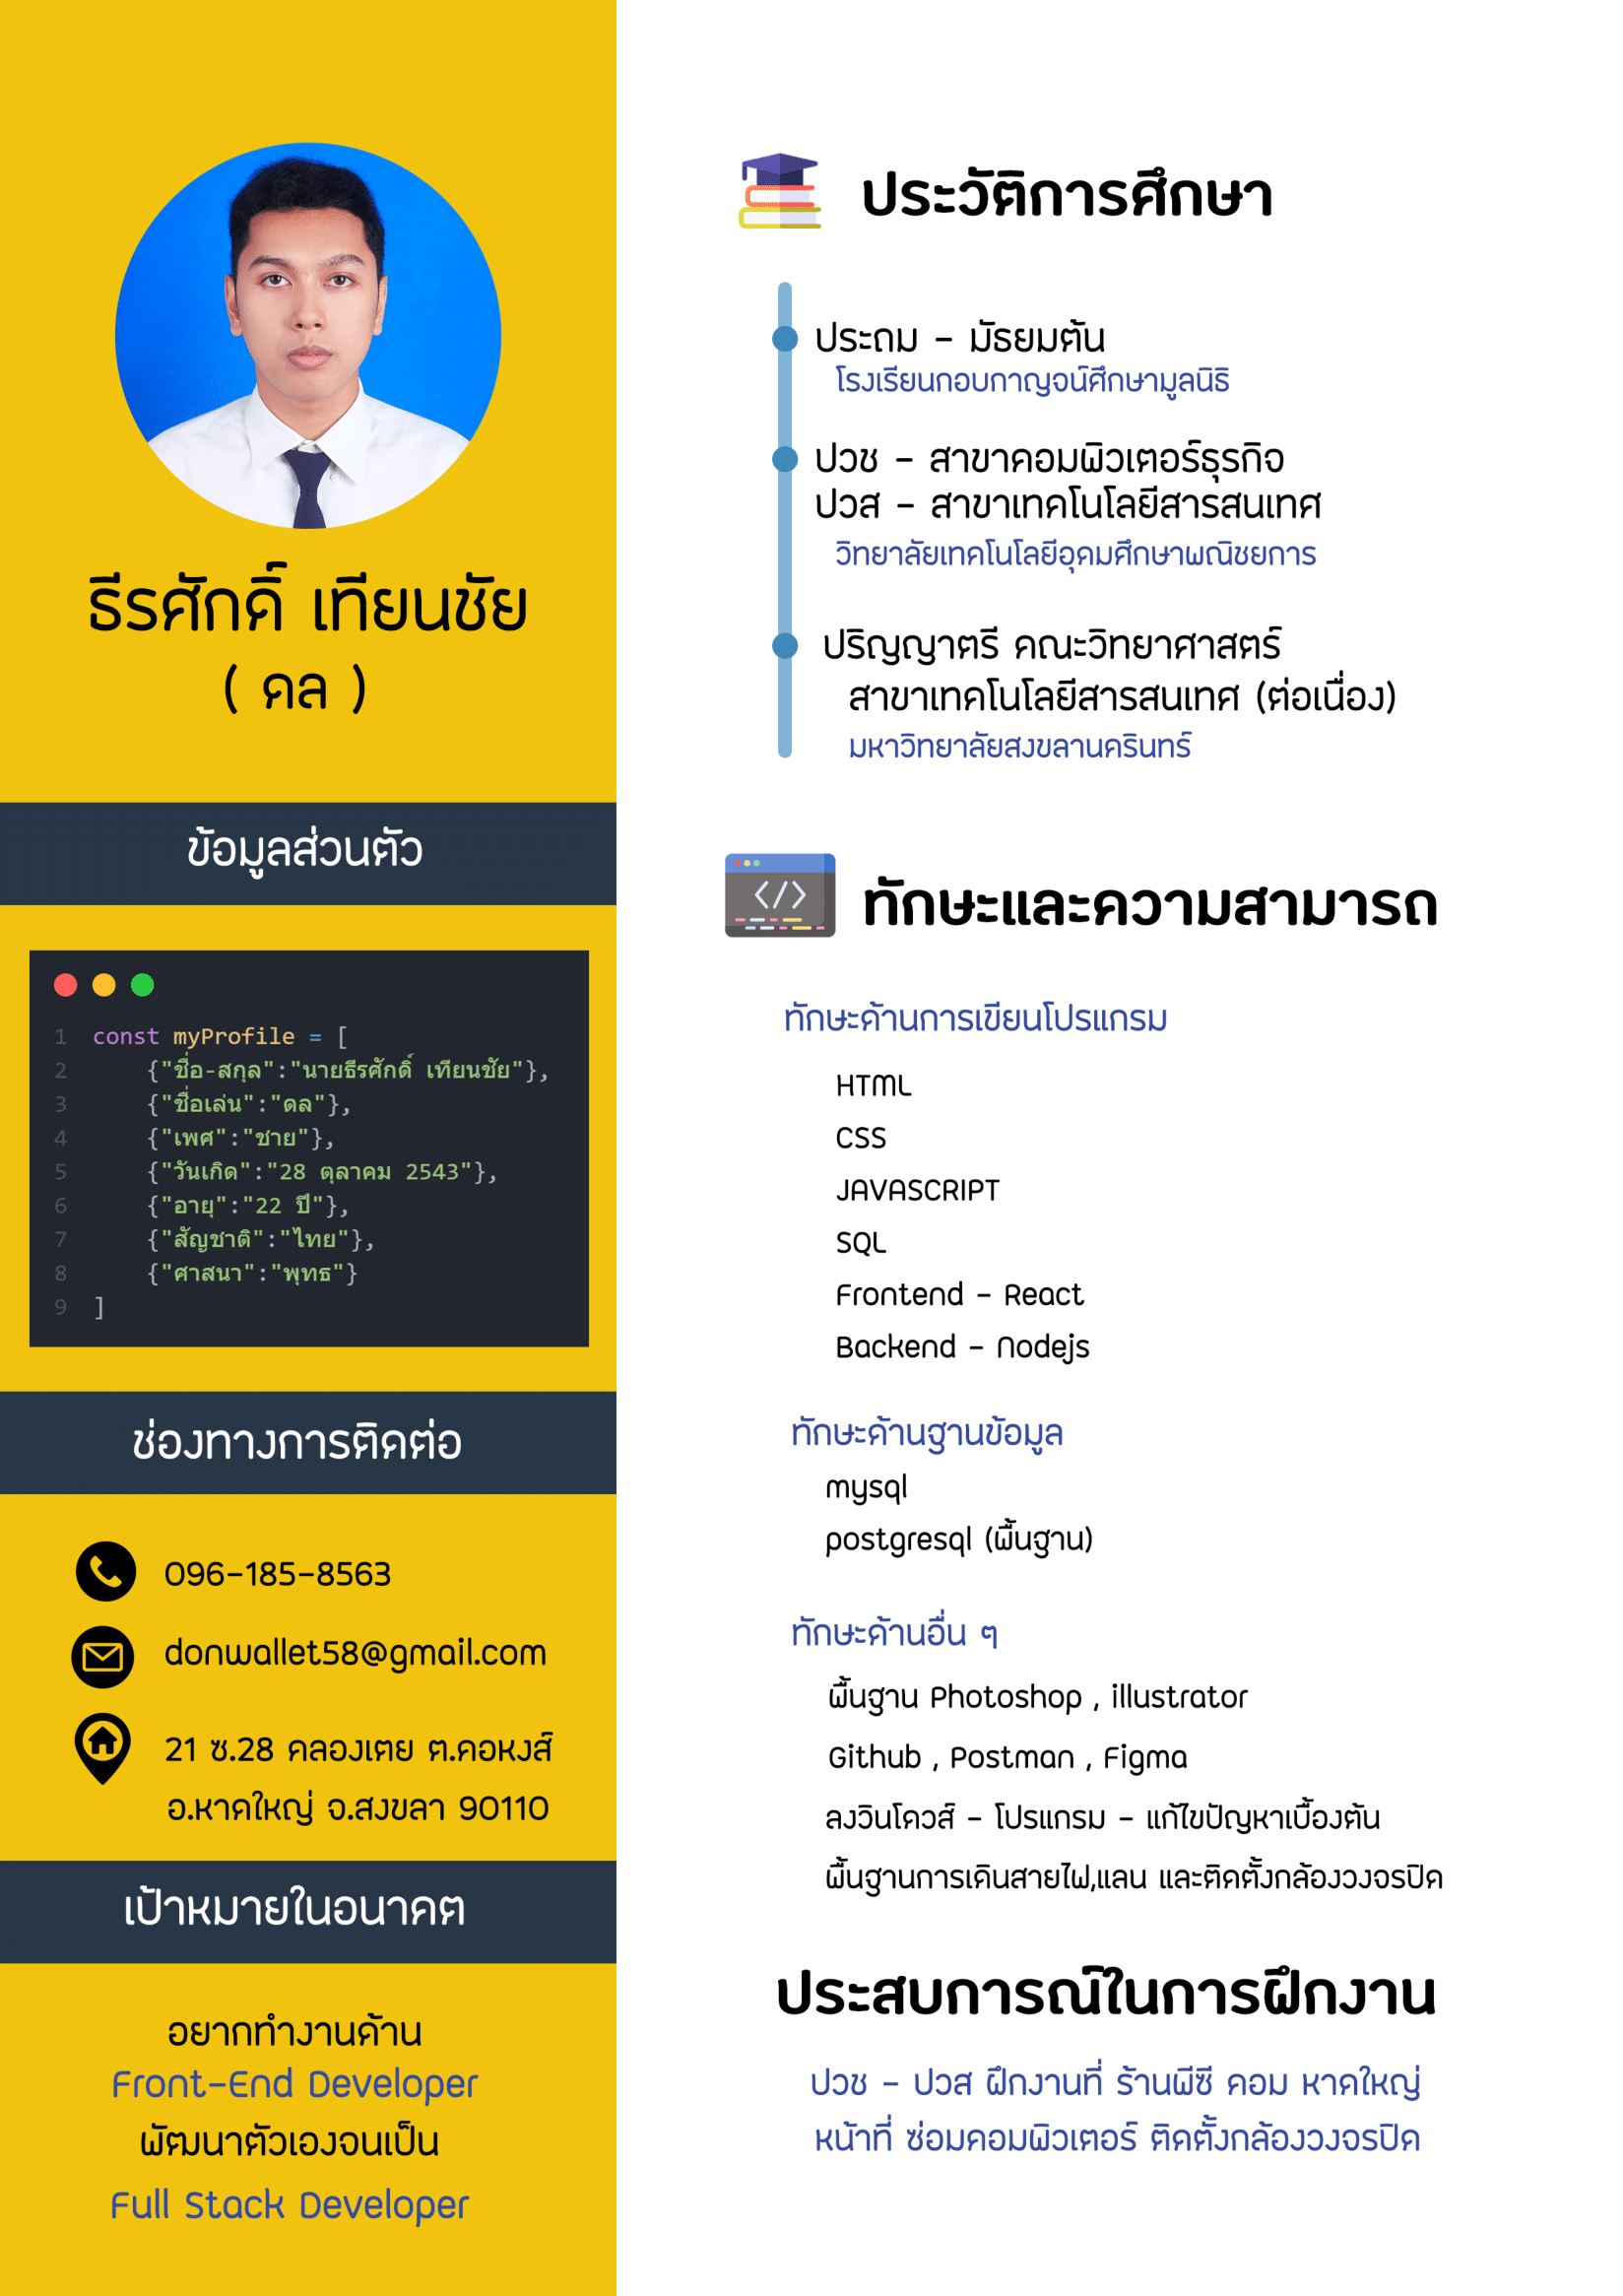 ธีรศักดิ์ เทียนชัย
( ดล )
ข้อมูลส่วนตัว
1 const myProfile = [
2 {"ชื่อ-สกุล":"นายธีรศักดิ์ เทียนชัย"},
3 {"ชื่อเล่น":"ดล"},
4 {"เพศ":"ชาย"},
5 {"วันเกิด":"28 ตุลาคม 2543"},
6 {"อายุ":"22 ปี"},
7 {"สัญชาติ":"ไทย"},
8 {"ศาสนา":"พุทธ"}
9 ]
ช่องทางการติดต่อ
096-185-8563
donwallet58@gmail.com
21 ซ.28 คลองเตย ต.คอหงส์
อ.หาดใหญ่ จ.สงขลา 90110
เป้าหมายในอนาคต
อยากทำงานด้าน
Front-End Developer
พัฒนาตัวเองจนเป็น
Full Stack Developer
ประวัติการศึกษา
ประถม - มัธยมต้น
โรงเรียนกอบกาญจน์ศึกษามูลนิธิ
ปวช - สาขาคอมพิวเตอร์ธุรกิจ
ปวส - สาขาเทคโนโลยีสารสนเทศ
วิทยาลัยเทคโนโลยีอุดมศึกษาพณิชยการ
ปริญญาตรี คณะวิทยาศาสตร์
สาขาเทคโนโลยีสารสนเทศ (ต่อเนื่อง)
มหาวิทยาลัยสงขลานครินทร์
</>
ทักษะและความสามารถ
ทักษะด้านการเขียนโปรแกรม
HTML
CSS
JAVASCRIPT
SQL
Frontend - React
Backend - Nodejs
ทักษะด้านฐานข้อมูล
mysql
postgresql (พื้นฐาน)
ทักษะด้านอื่น ๆ
พื้นฐาน Photoshop , illustrator
Github , Postman , Figma
ลงวินโดวส์ - โปรแกรม - แก้ไขปัญหาเบื้องต้น
พื้นฐานการเดินสายไฟ,แลน และติดตั้งกล้องวงจรปิด
ประสบการณ์ในการฝึกงาน
ปวช - ปวส ฝึกงานที่ ร้านพีซี คอม หาดใหญ่
หน้าที่ ซ่อมคอมพิวเตอร์ ติดตั้งกล้องวงจรปิด